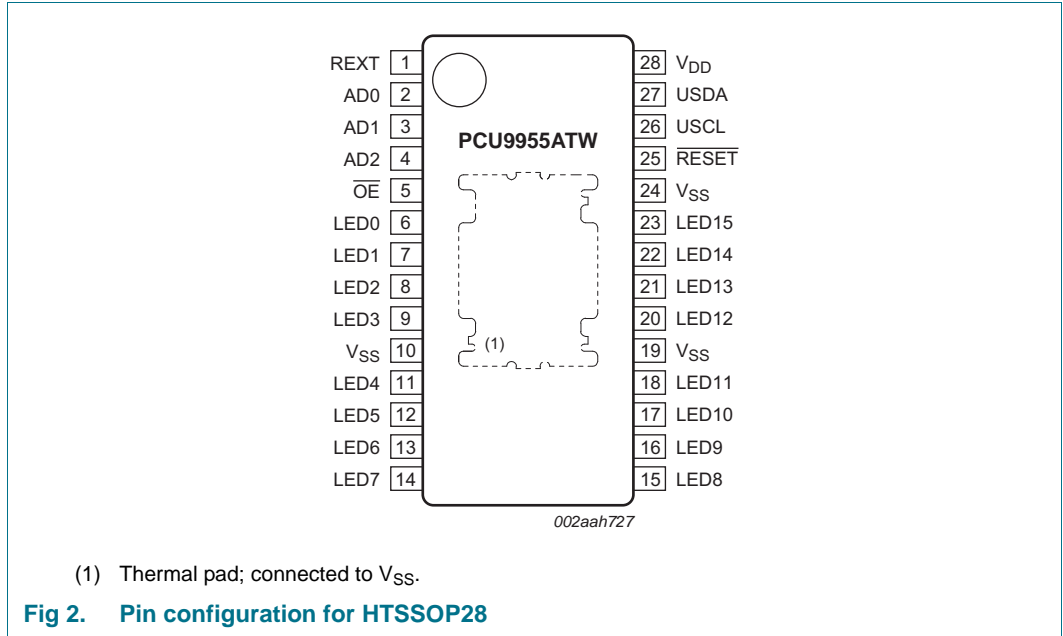 REXT 1 28 VDD
AD0 2 27 USDA
AD1 3 26 USCL
PCU9955ATW
AD2 4 25 RESET
OE 5 24 VSS
LED0 6 23 LED15
LED1 7 22 LED14
LED2 8 21 LED13
LED3 9 20 LED12
VSS 10 (1) 19 VSS
LED4 11 18 LED11
LED5 12 17 LED10
LED6 13 16 LED9
LED7 14 15 LED8
002aah727
(1) Thermal pad; connected to VSS.
Fig 2. Pin configuration for HTSSOP28